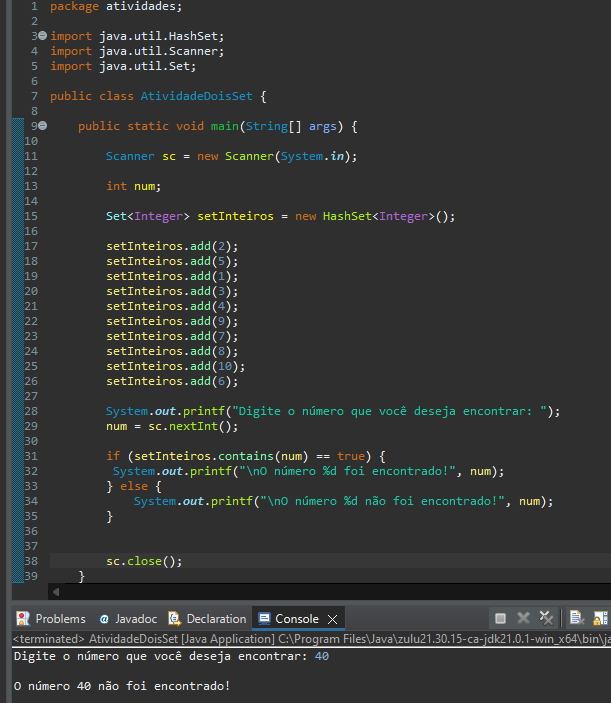 1 package atividades;
2
3 import java.util.HashSet;
4 import java.util.Scanner;
5 import java.util.Set;
6
7 public class AtividadeDoisSet {
8
9     public static void main(String[] args) {
10
11         Scanner sc = new Scanner(System.in);
12
13         int num;
14
15         Set<Integer> setInteiros = new HashSet<Integer>();
16
17         setInteiros.add(2);
18         setInteiros.add(5);
19         setInteiros.add(1);
20         setInteiros.add(3);
21         setInteiros.add(4);
22         setInteiros.add(9);
23         setInteiros.add(7);
24         setInteiros.add(8);
25         setInteiros.add(10);
26         setInteiros.add(6);
27
28         System.out.printf("Digite o número que você deseja encontrar: ");
29         num = sc.nextInt();
30
31         if (setInteiros.contains(num) == true) {
32          System.out.printf("\nO número %d foi encontrado!", num);
33         } else {
34             System.out.printf("\nO número %d não foi encontrado!", num);
35         }
36
37
38         sc.close();
39     }
Problems @ Javadoc Declaration Console
<terminated> AtividadeDoisSet [Java Application] C:\Program Files\Java\zulu21.30.15-ca-jdk21.0.1-win_x64\bin\ja
Digite o número que você deseja encontrar: 40
O número 40 não foi encontrado!